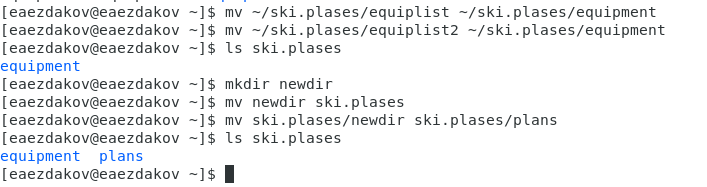 [eaezdakov@eaezdakov ~]$ mv ~/ski.plases/equiplist ~/ski.plases/equipment
[eaezdakov@eaezdakov ~]$ mv ~/ski.plases/equiplist2 ~/ski.plases/equipment
[eaezdakov@eaezdakov ~]$ ls ski.plases
equipment
[eaezdakov@eaezdakov ~]$ mkdir newdir
[eaezdakov@eaezdakov ~]$ mv newdir ski.plases
[eaezdakov@eaezdakov ~]$ mv ski.plases/newdir ski.plases/plans
[eaezdakov@eaezdakov ~]$ ls ski.plases
equipment  plans
[eaezdakov@eaezdakov ~]$